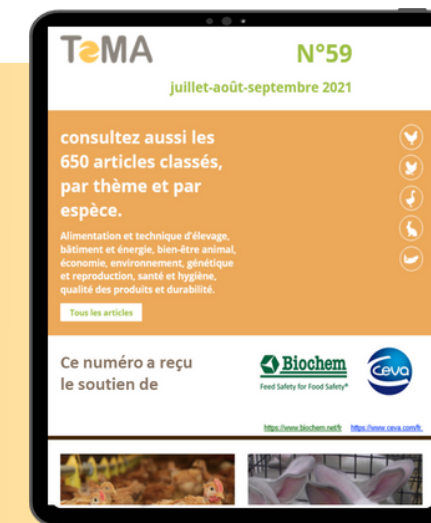 TeMA
N°59
juillet-août-septembre 2021
consultez aussi les
650 articles classés,
par thème et par
espèce.
Alimentation et technique d'élevage,
bâtiment et énergie, bien-être animal,
économie, environnement, génétique
et reproduction, santé et hygiène,
qualité des produits et durabilité.
Tous les articles
Ce numéro a reçu
le soutien de
Biochem
Feed Safety for Food Safety®
Ceva
https://www.biochem.net/fr
https://www.ceva.com/fr